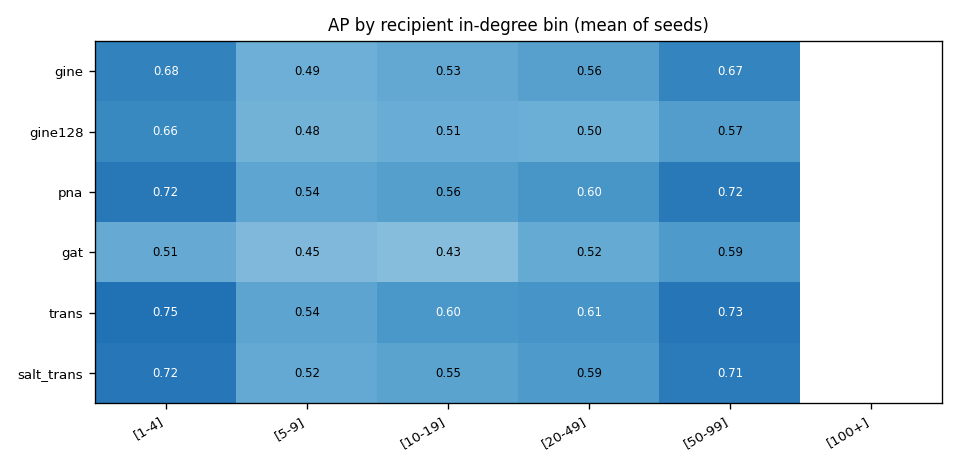 AP by recipient in-degree bin (mean of seeds)
gine 0.68 0.49 0.53 0.56 0.67
gine128 0.66 0.48 0.51 0.50 0.57
pna 0.72 0.54 0.56 0.60 0.72
gat 0.51 0.45 0.43 0.52 0.59
trans 0.75 0.54 0.60 0.61 0.73
salt_trans 0.72 0.52 0.55 0.59 0.71
[1-4] [5-9] [10-19] [20-49] [50-99] [100+]